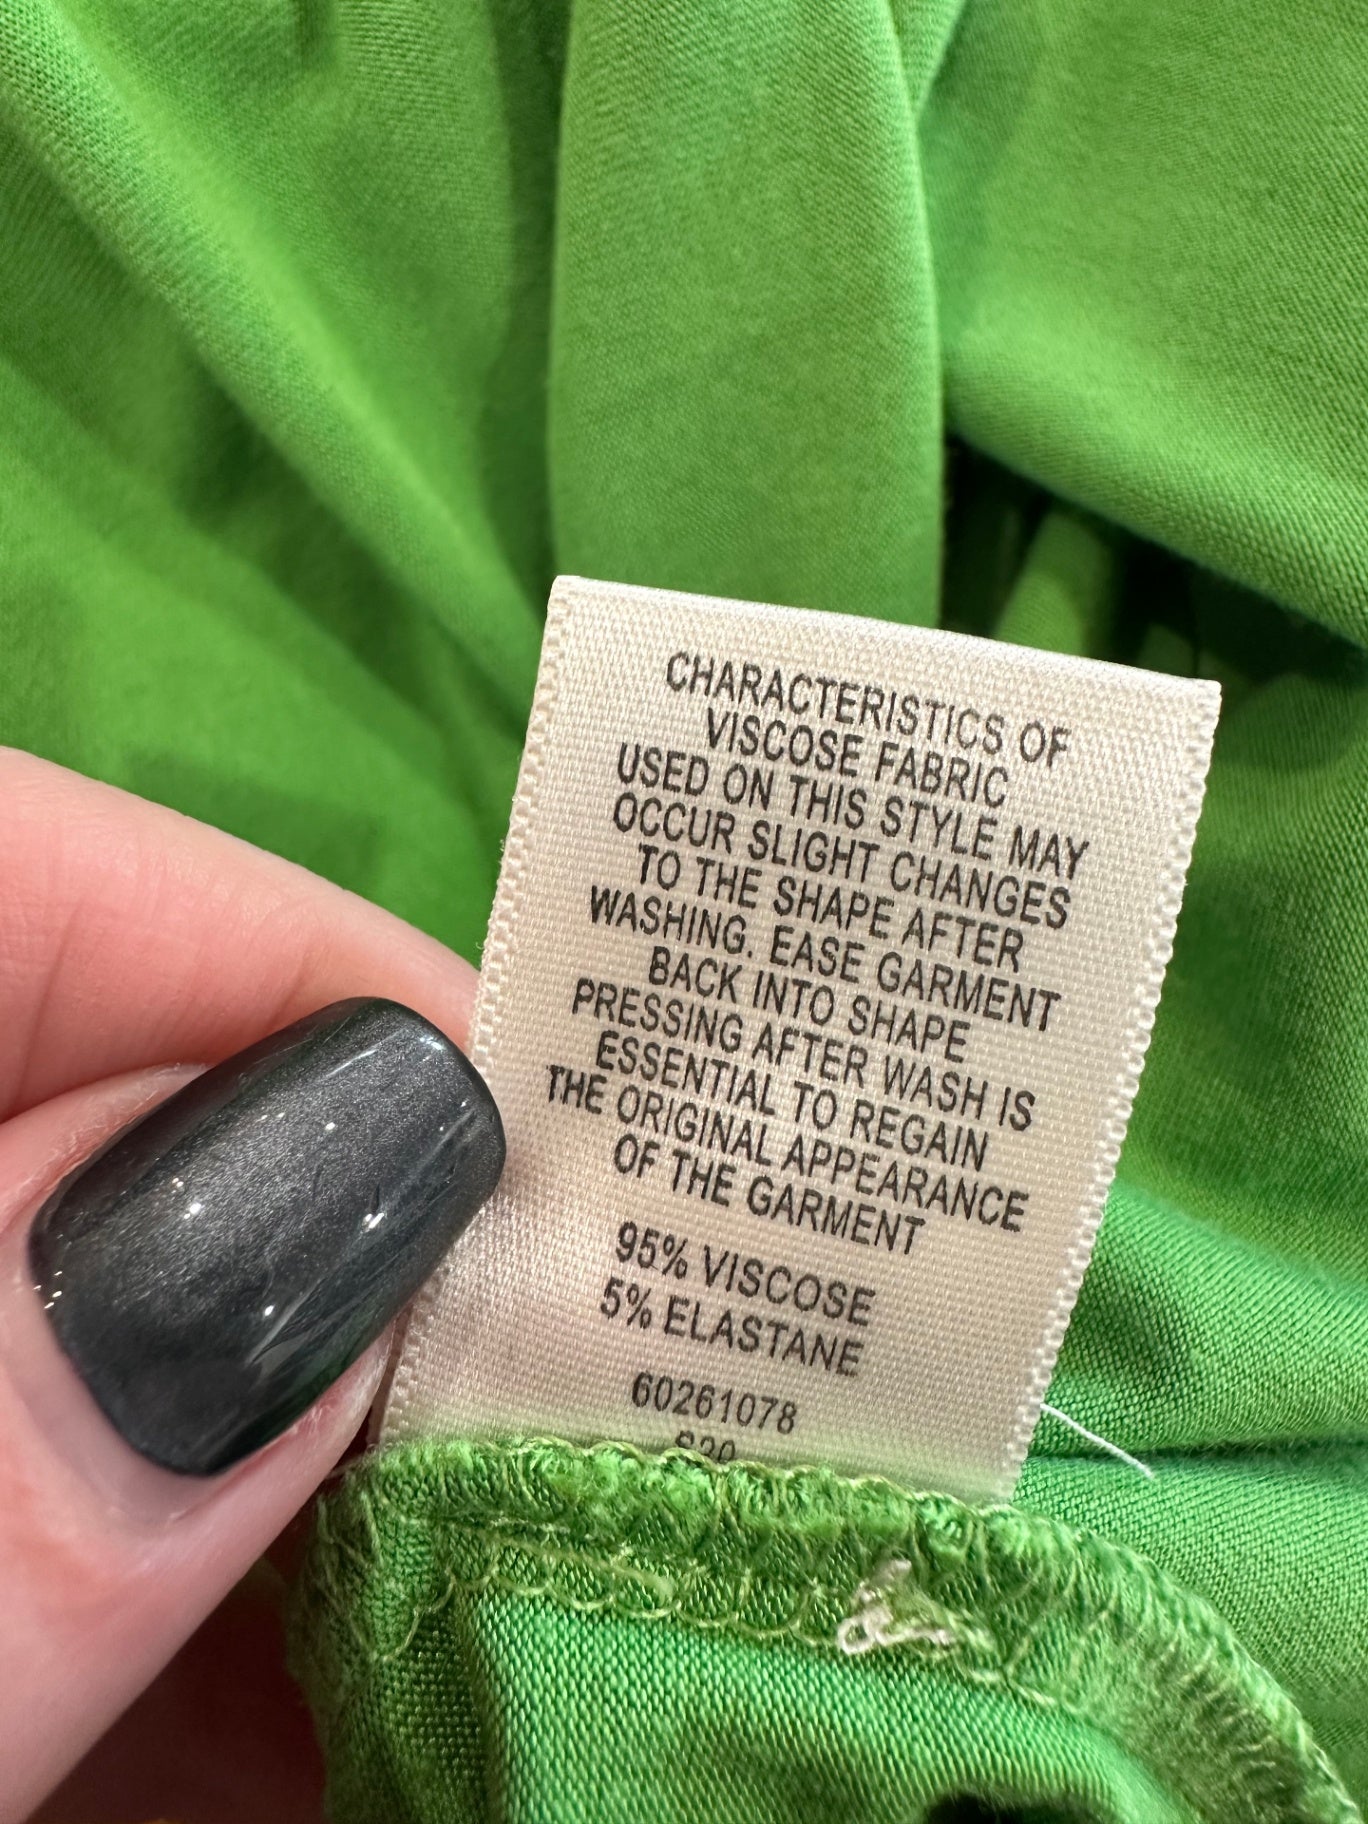 CHARACTERISTICS OF
VISCOSE FABRIC
USED ON THIS STYLE MAY
OCCUR SLIGHT CHANGES
TO THE SHAPE AFTER
WASHING. EASE GARMENT
BACK INTO SHAPE
PRESSING AFTER WASH IS
ESSENTIAL TO REGAIN
THE ORIGINAL APPEARANCE
OF THE GARMENT
95% VISCOSE
5% ELASTANE
60261078